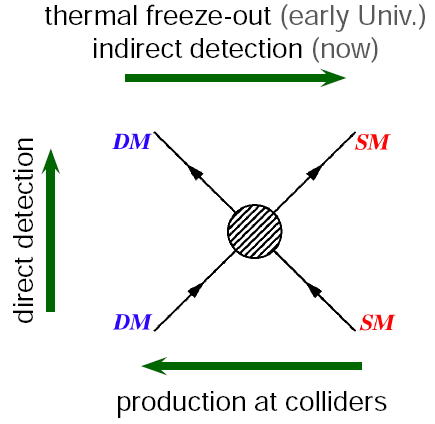 thermal freeze-out (early Univ.)
indirect detection (now)
DM
SM
direct detection
DM
SM
production at colliders